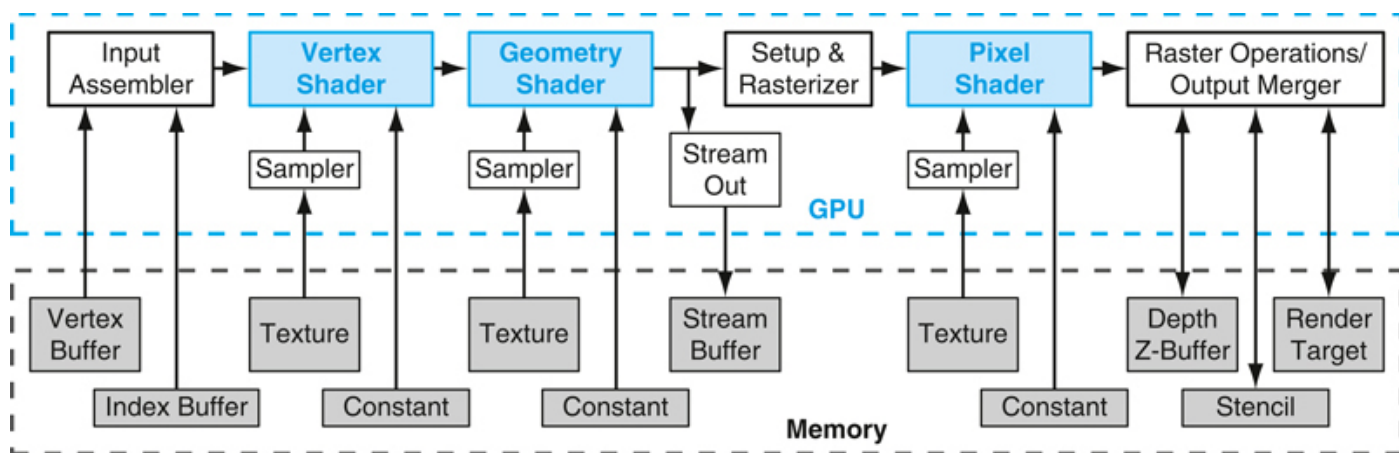 Input
Assembler
Vertex
Shader
Geometry
Shader
Setup &
Rasterizer
Pixel
Shader
Raster Operations/
Output Merger
Sampler
Sampler
Stream
Out
Sampler
GPU
Vertex
Buffer
Texture
Texture
Stream
Buffer
Texture
Depth
Z-Buffer
Render
Target
Index Buffer
Constant
Constant
Constant
Stencil
Memory